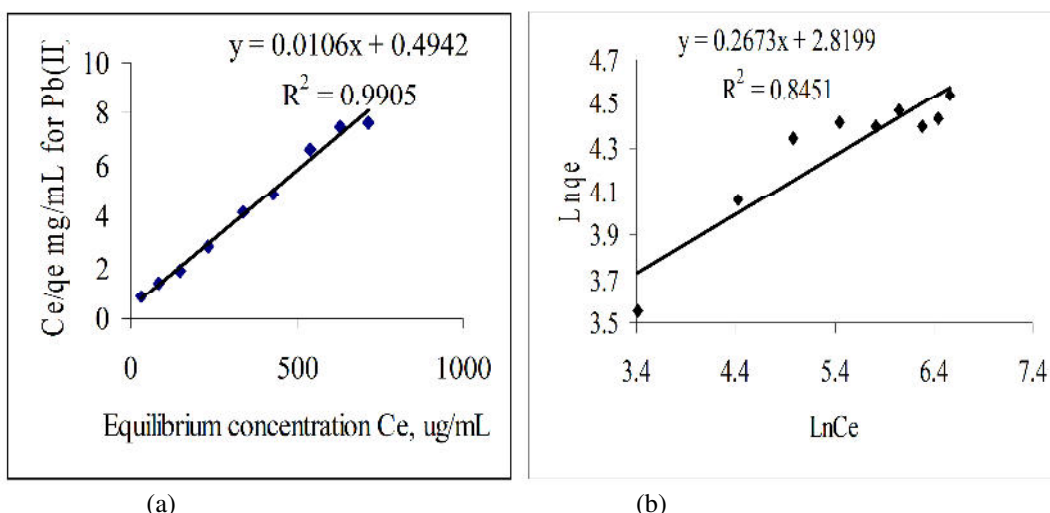 y = 0.0106x + 0.4942
R² = 0.9905
10
8
6
4
2
0
0
500
1000
Ce/qe mg/mL for Pb(II)
Equilibrium concentration Ce, ug/mL
(a)
y = 0.2673x + 2.8199
R² = 0.8451
4.7
4.5
4.3
4.1
3.9
3.7
3.5
3.4
4.4
5.4
6.4
7.4
Lnqe
LnCe
(b)